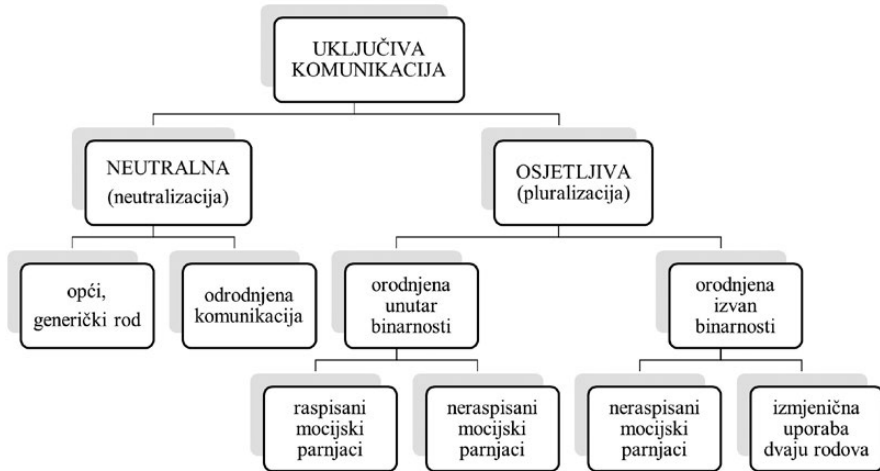 UKLJUČIVA
KOMUNIKACIJA
NEUTRALNA
(neutralizacija)
OSJETLJIVA
(pluralizacija)
opći,
generički rod
odrodnjena
komunikacija
orodnjena
unutar
binarnosti
orodnjena
izvan
binarnosti
raspisani
mocijski
parnjaci
neraspisani
mocijski
parnjaci
neraspisani
mocijski
parnjaci
izmjenična
uporaba
dvaju rodova